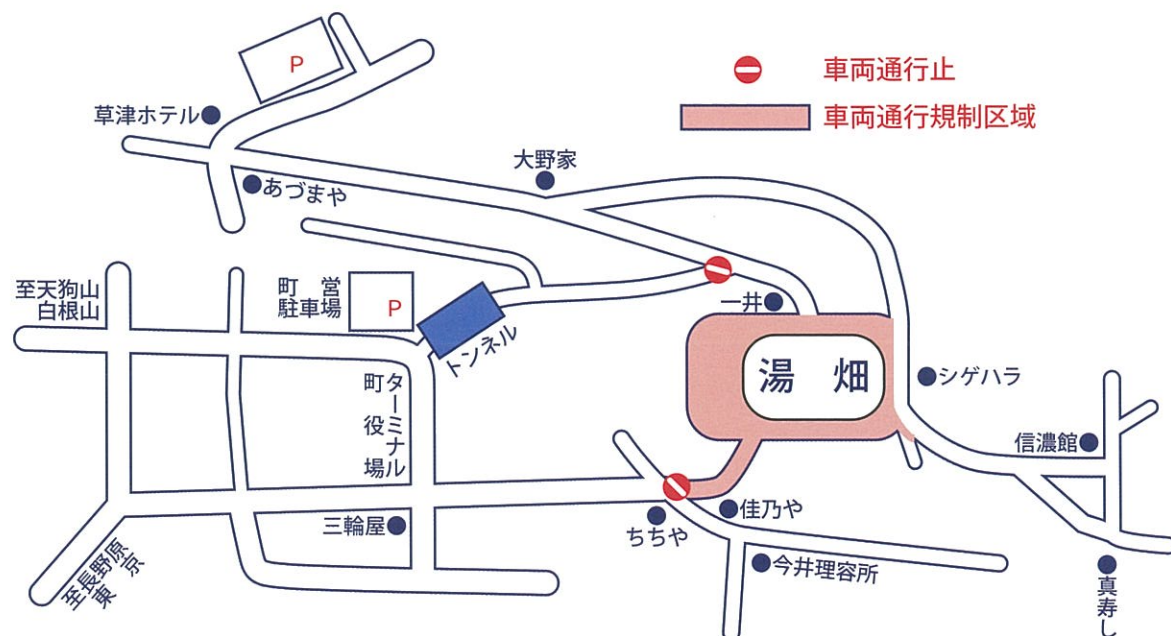 P
車両通行止
草津ホテル
車両通行規制区域
大野家
あづまや
至天狗山
白根山
町 営
駐車場
P
トンネル
一井
湯 畑
シゲハラ
ターミナル
町 役 場
信濃館
三輪屋
ちちや
佳乃や
今井理容所
至長野原
東京
真寿し